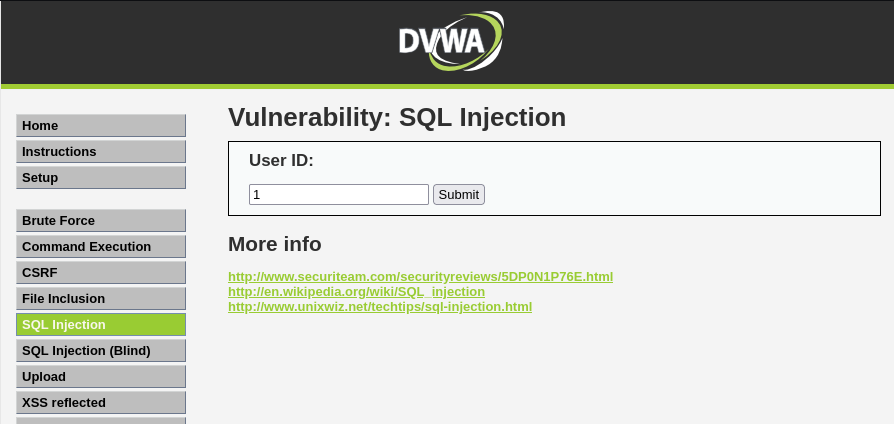 DVWA
Home
Instructions
Setup
Brute Force
Command Execution
CSRF
File Inclusion
SQL Injection
SQL Injection (Blind)
Upload
XSS reflected
Vulnerability: SQL Injection
User ID:
1 Submit
More info
http://www.securiteam.com/securityreviews/5DP0N1P76E.html
http://en.wikipedia.org/wiki/SQL_injection
http://www.unixwiz.net/techtips/sql-injection.html